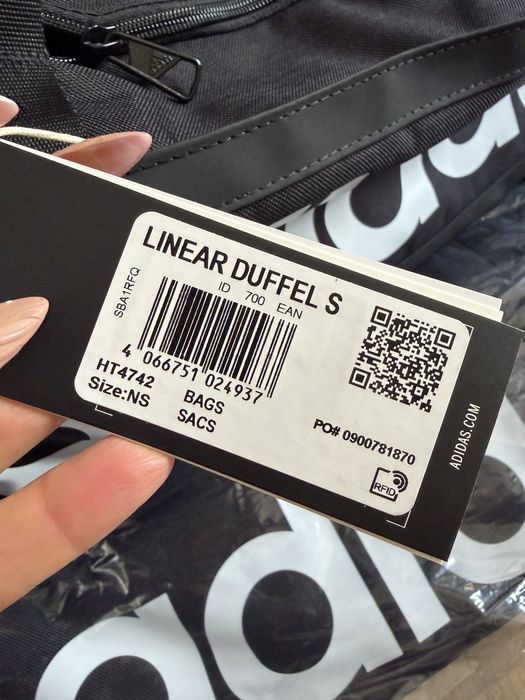 adidas
LINEAR DUFFEL S
ID 700 EAN
SBA1RFQ
4 066751 024937
HT4742 BAGS
Size:NS SACS
PO# 0900781870
RFID
ADIDAS.COM
adi